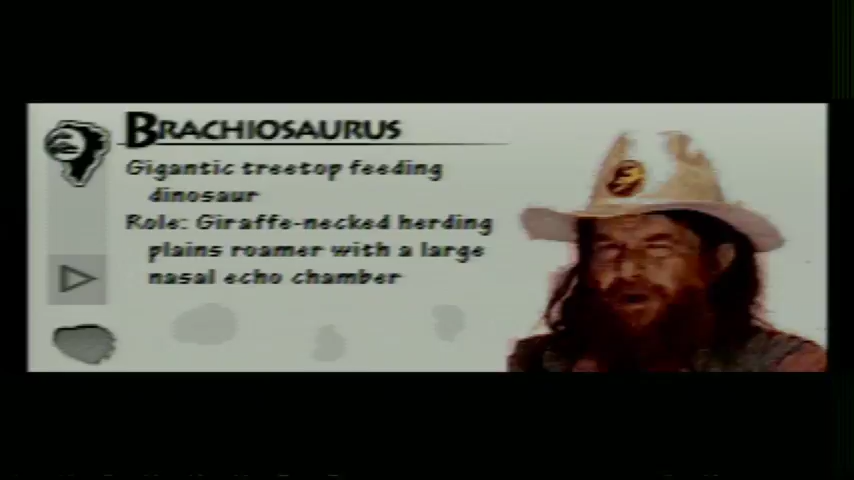 BRACHIOSAURUS
Gigantic treetop feeding
dinosaur
Role: Giraffe-necked herding
plains roamer with a large
nasal echo chamber